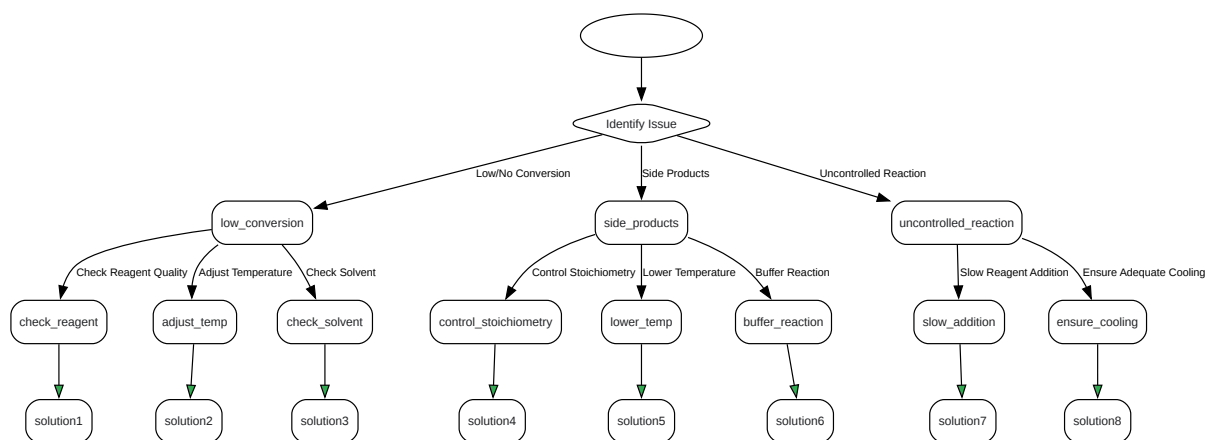 Identify Issue
Low/No Conversion
Side Products
Uncontrolled Reaction
low_conversion
side_products
uncontrolled_reaction
Check Reagent Quality
Adjust Temperature
Check Solvent
Control Stoichiometry
Lower Temperature
Buffer Reaction
Slow Reagent Addition
Ensure Adequate Cooling
check_reagent
adjust_temp
check_solvent
control_stoichiometry
lower_temp
buffer_reaction
slow_addition
ensure_cooling
solution1
solution2
solution3
solution4
solution5
solution6
solution7
solution8